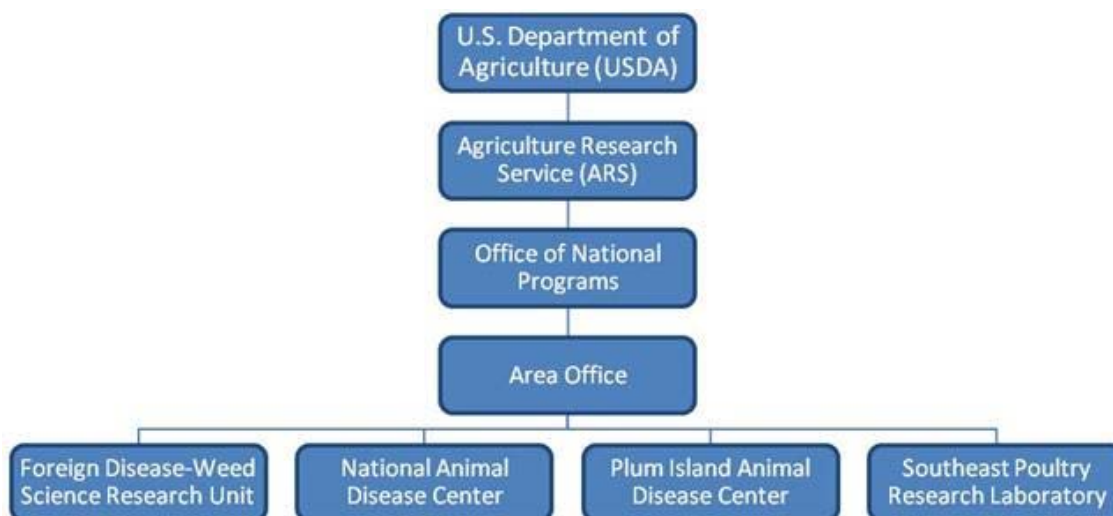 U.S. Department of
Agriculture (USDA)
Agriculture Research
Service (ARS)
Office of National
Programs
Area Office
Foreign Disease-Weed
Science Research Unit
National Animal
Disease Center
Plum Island Animal
Disease Center
Southeast Poultry
Research Laboratory